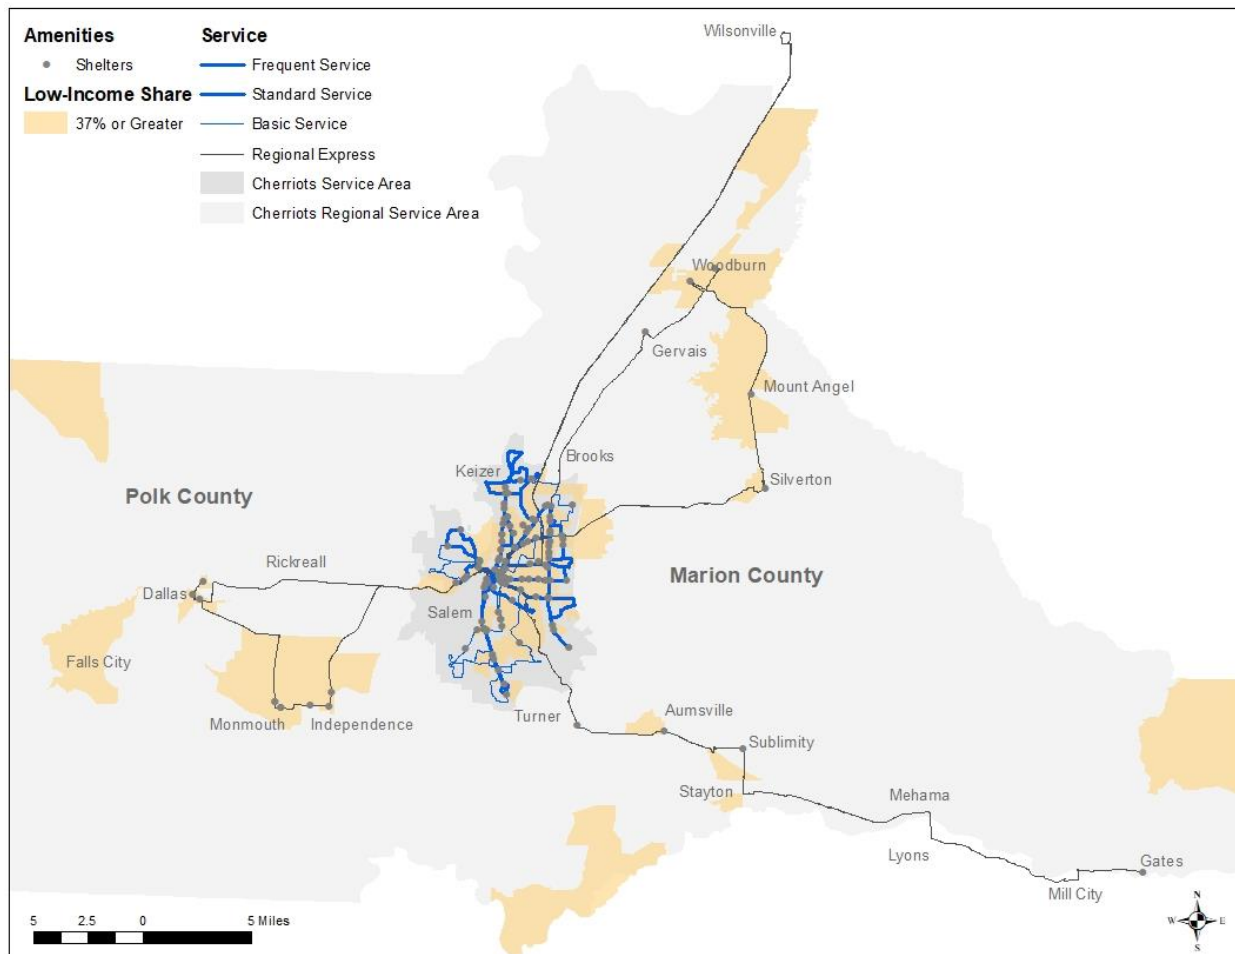 Amenities
Shelters
Low-Income Share
37% or Greater
Service
Frequent Service
Standard Service
Basic Service
Regional Express
Cherriots Service Area
Cherriots Regional Service Area
Wilsonville
Woodburn
Gervais
Mount Angel
Brooks
Keizer
Silverton
Polk County
Rickreall
Marion County
Dallas
Salem
Falls City
Monmouth
Independence
Turner
Aumsville
Sublimity
Stayton
Mehama
Lyons
Gates
Mill City
5 2.5 0 5 Miles
N
W E
S